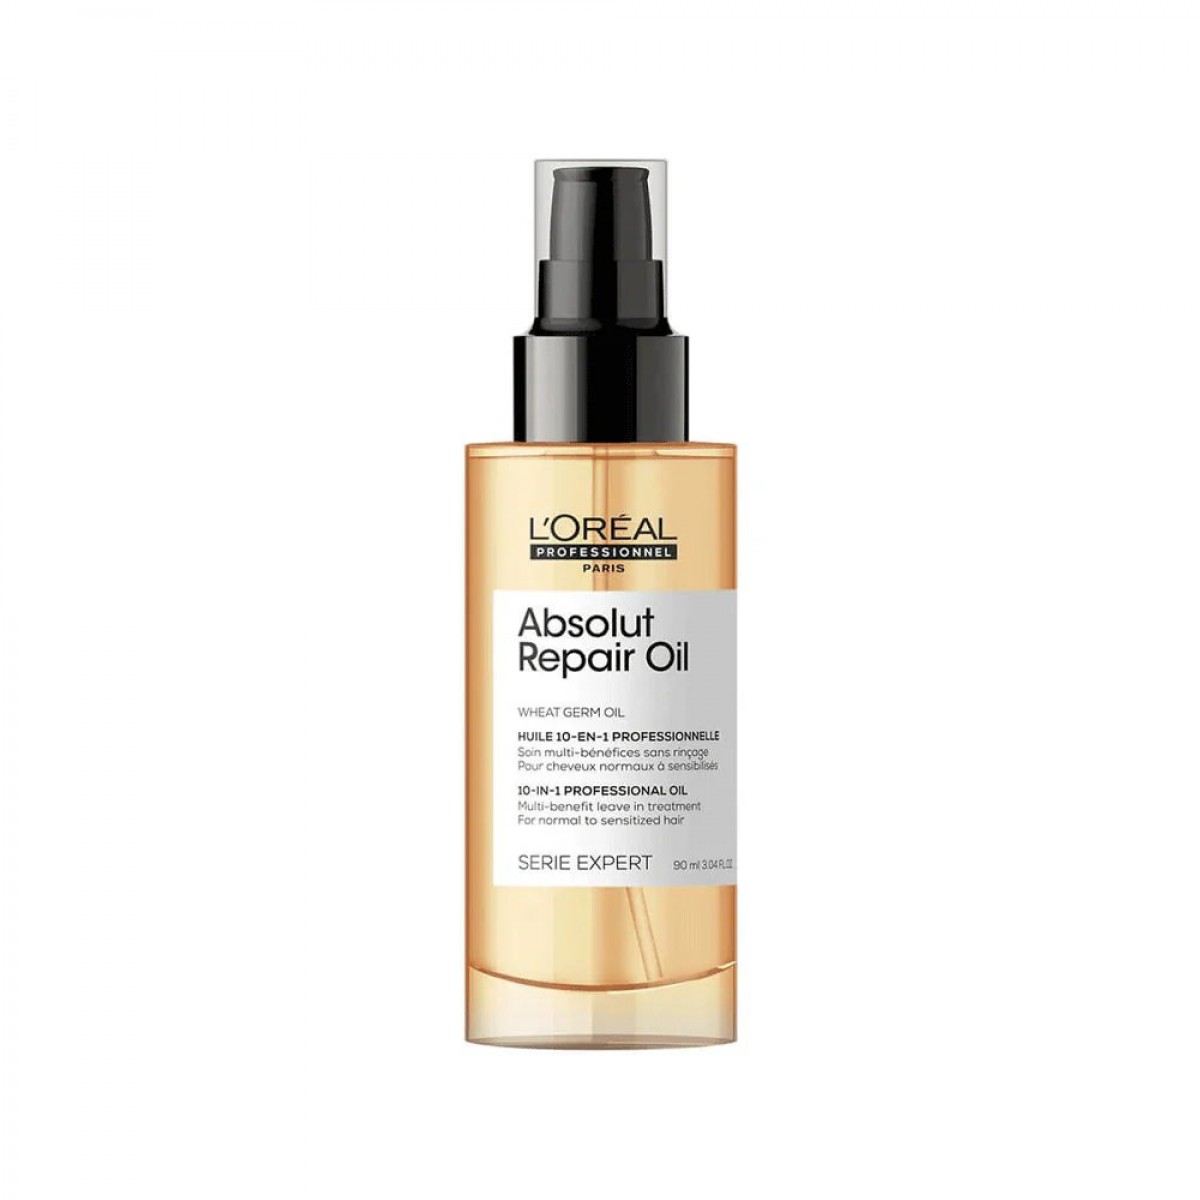 L'ORÉAL
PROFESSIONNEL
PARIS
Absolut
Repair Oil
WHEAT GERM OIL
HUILE 10-EN-1 PROFESSIONNELLE
Soin multi-bénéfices sans rinçage
Pour cheveux normaux à sensibilisés
10-IN-1 PROFESSIONAL OIL
Multi-benefit leave in treatment
For normal to sensitized hair
SERIE EXPERT 90 ml 3.04 FL.OZ